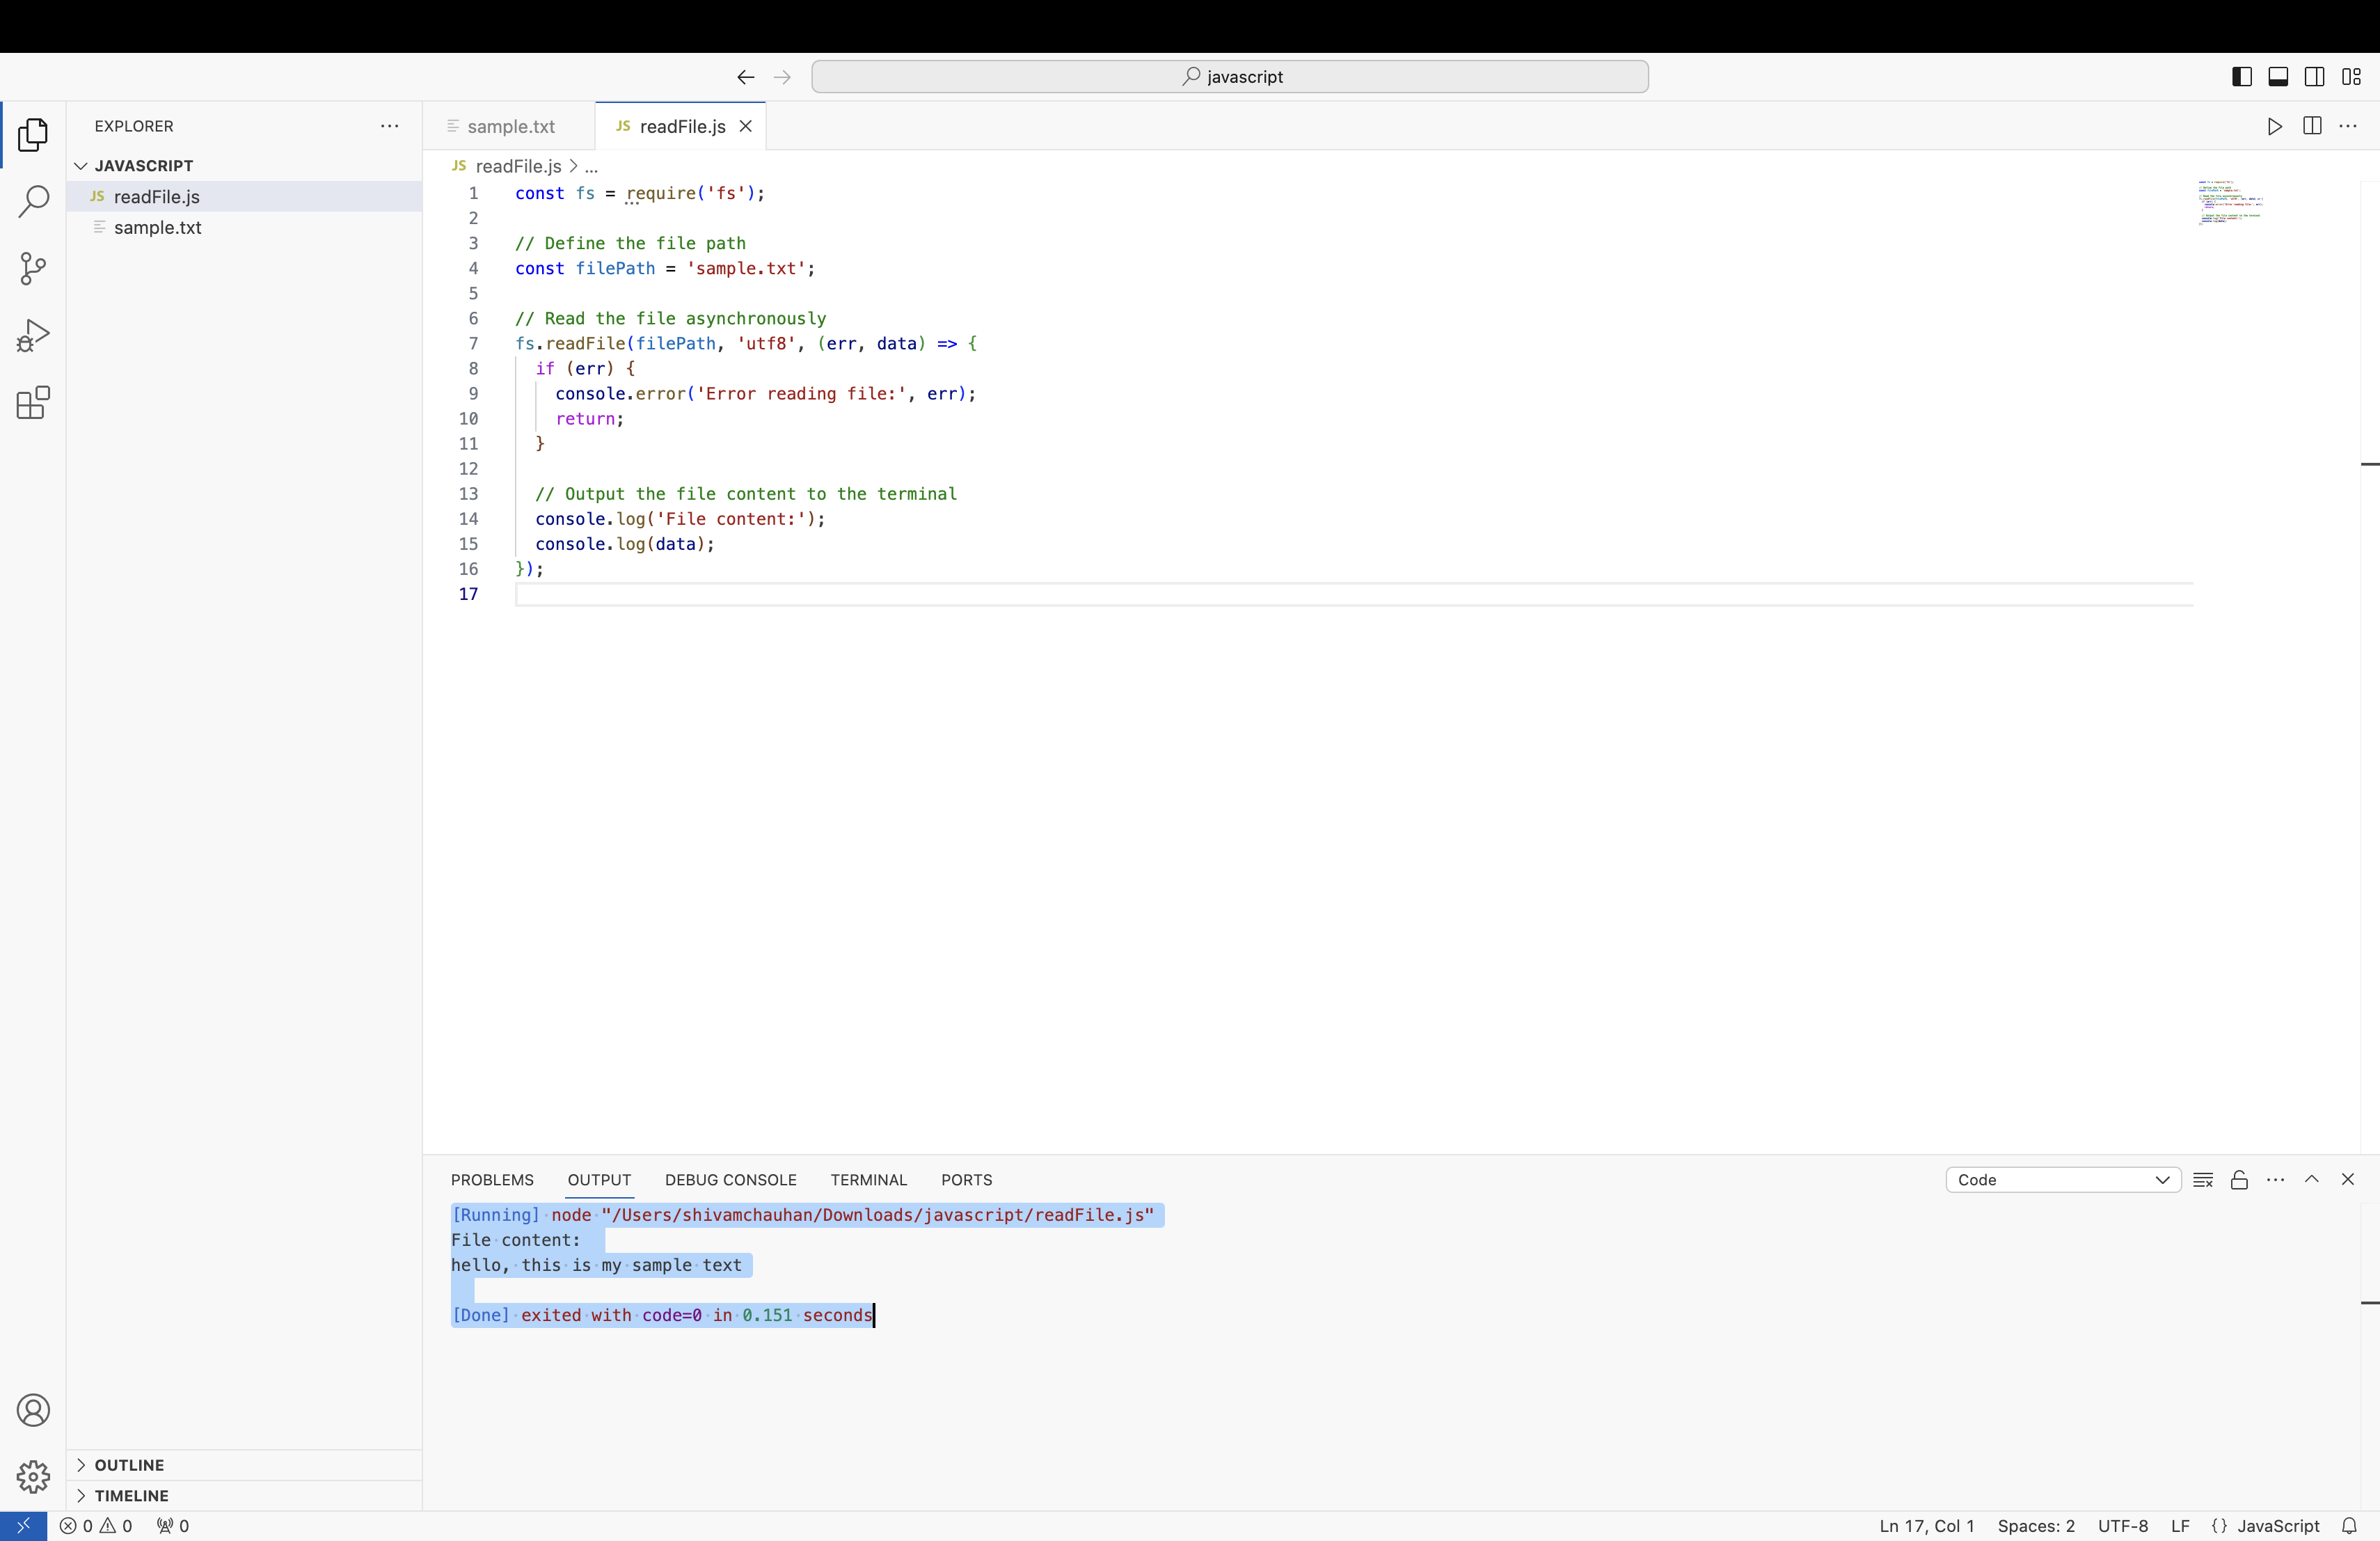 javascript
EXPLORER
JAVASCRIPT
JS readFile.js
sample.txt
OUTLINE
TIMELINE
sample.txt
JS readFile.js
JS readFile.js > ...
1 const fs = require('fs');
2
3 // Define the file path
4 const filePath = 'sample.txt';
5
6 // Read the file asynchronously
7 fs.readFile(filePath, 'utf8', (err, data) => {
8 if (err) {
9 console.error('Error reading file:', err);
10 return;
11 }
12
13 // Output the file content to the terminal
14 console.log('File content:');
15 console.log(data);
16 });
17
PROBLEMS OUTPUT DEBUG CONSOLE TERMINAL PORTS
Code
[Running] node "/Users/shivamchauhan/Downloads/javascript/readFile.js"
File content:
hello, this is my sample text
[Done] exited with code=0 in 0.151 seconds
0 0 0
Ln 17, Col 1 Spaces: 2 UTF-8 LF {} JavaScript